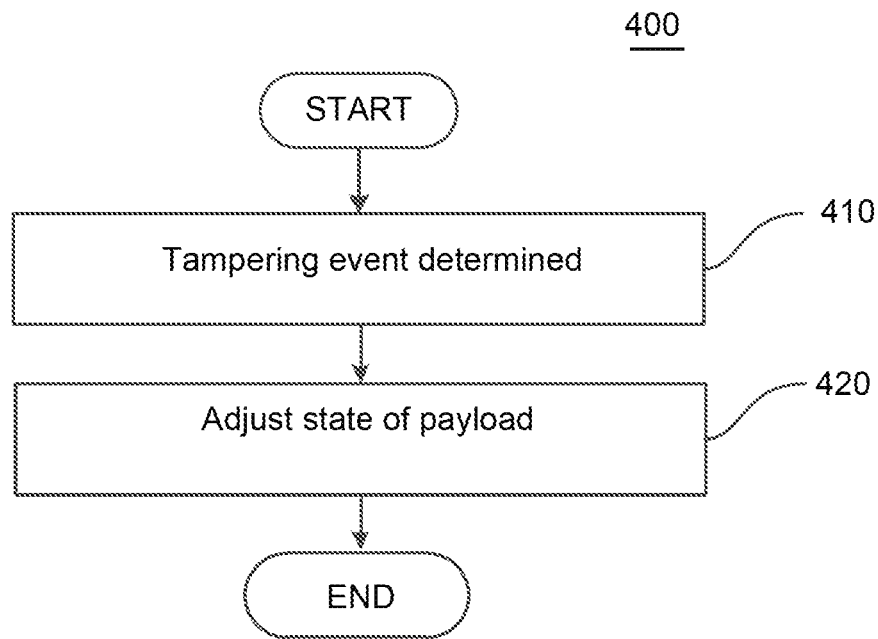 400
START
Tampering event determined
410
Adjust state of payload
420
END